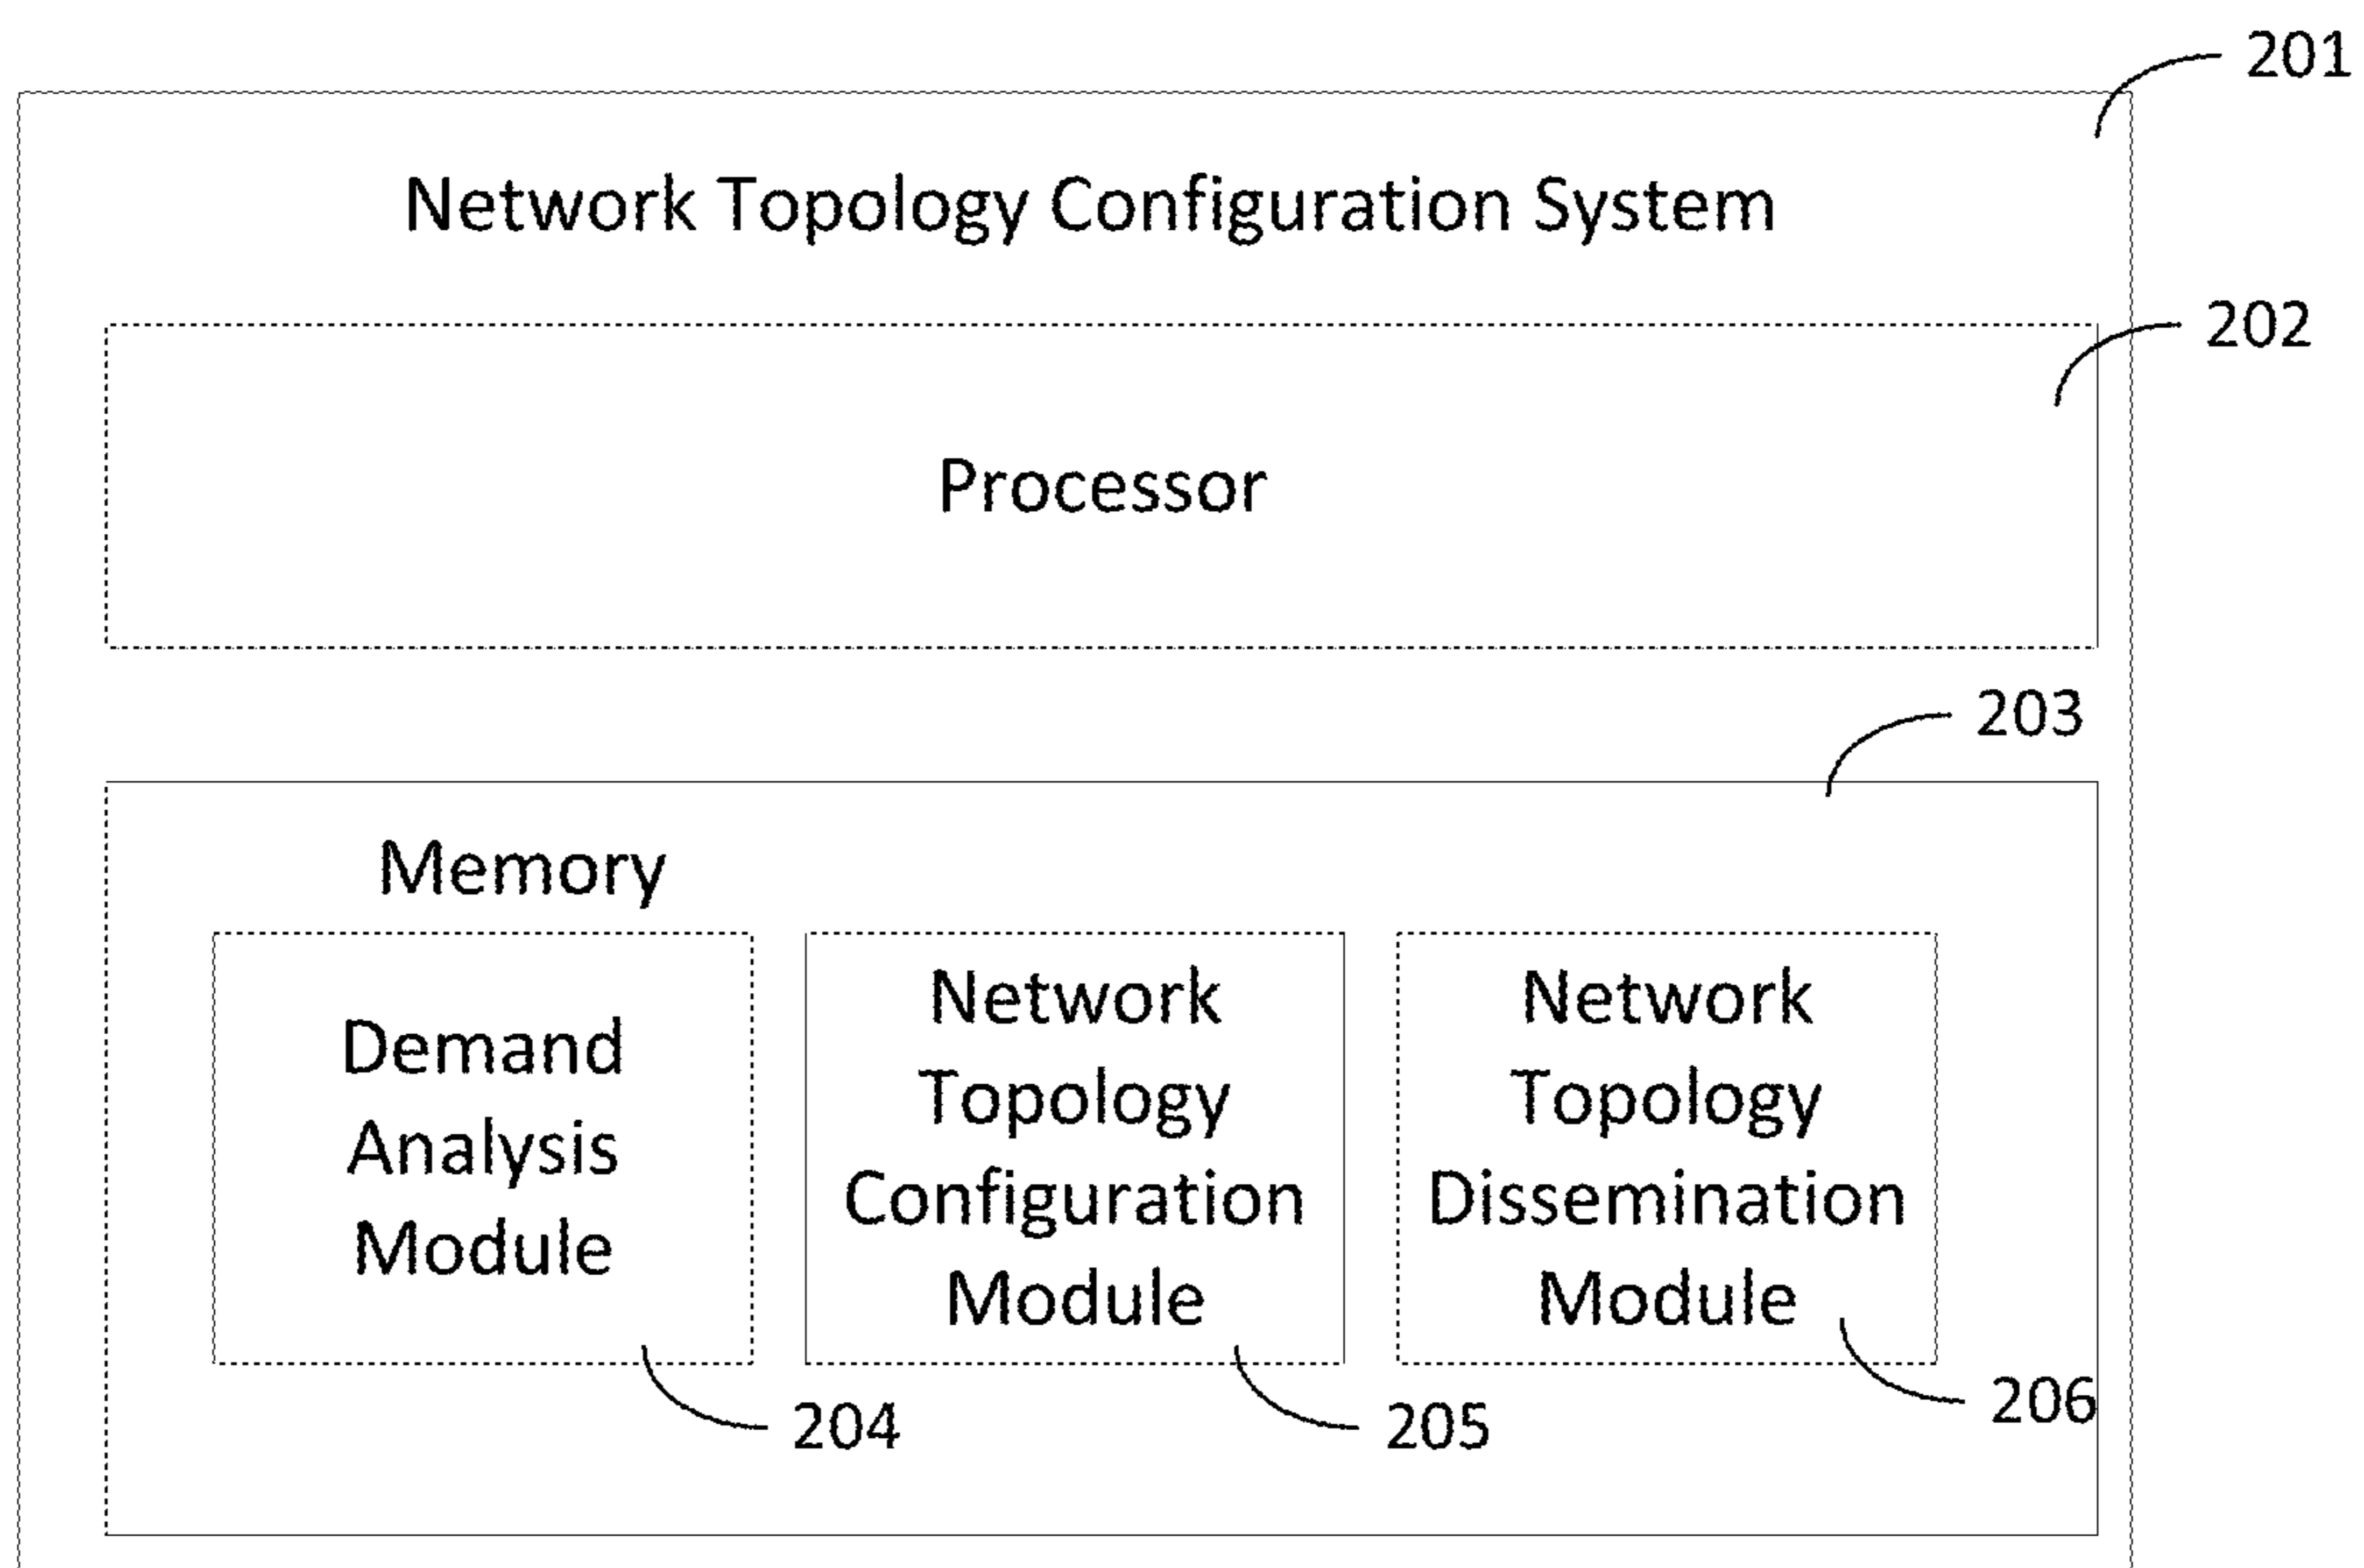 201
Network Topology Configuration System
202
Processor
203
Memory
Demand
Analysis
Module
204
Network
Topology
Configuration
Module
205
Network
Topology
Dissemination
Module
206